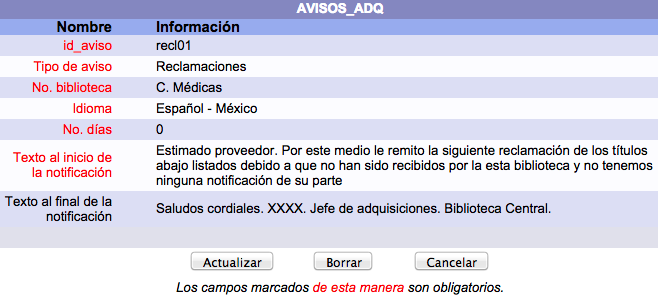 AVISOS_ADQ
Nombre Información
id_aviso recl01
Tipo de aviso Reclamaciones
No. biblioteca C. Médicas
Idioma Español - México
No. días 0
Texto al inicio de la notificación Estimado proveedor. Por este medio le remito la siguiente reclamación de los títulos
abajo listados debido a que no han sido recibidos por la esta biblioteca y no tenemos
ninguna notificación de su parte
Texto al final de la notificación Saludos cordiales. XXXX. Jefe de adquisiciones. Biblioteca Central.
Actualizar Borrar Cancelar
Los campos marcados de esta manera son obligatorios.